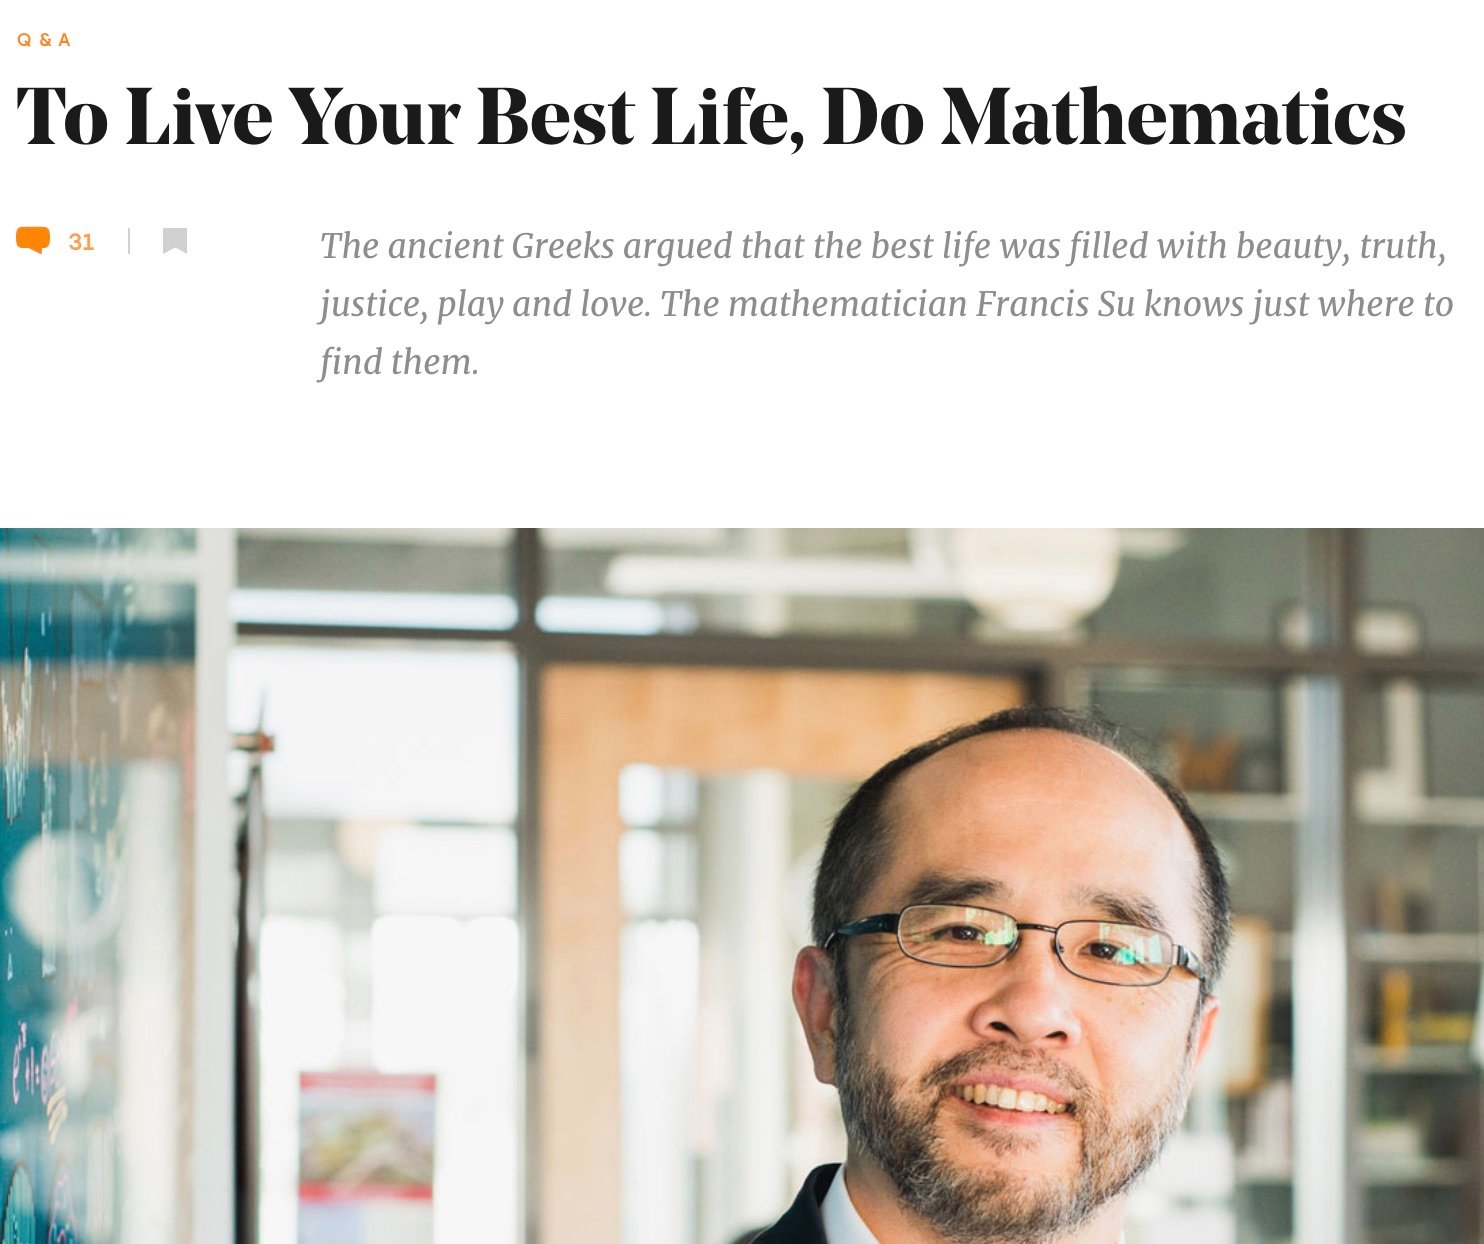 Q & A
To Live Your Best Life, Do Mathematics
31
The ancient Greeks argued that the best life was filled with beauty, truth,
justice, play and love. The mathematician Francis Su knows just where to
find them.